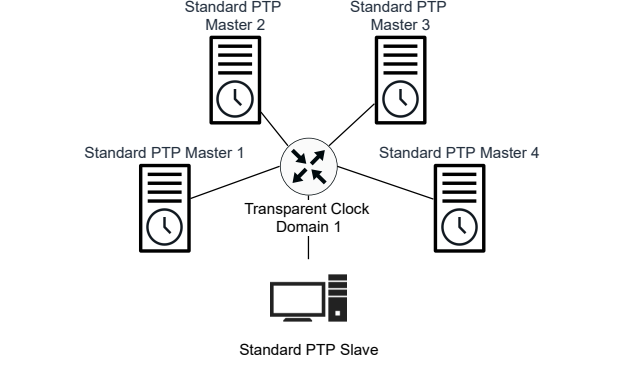 Standard PTP
Master 2
Standard PTP
Master 3
Standard PTP Master 1
Standard PTP Master 4
Transparent Clock
Domain 1
Standard PTP Slave